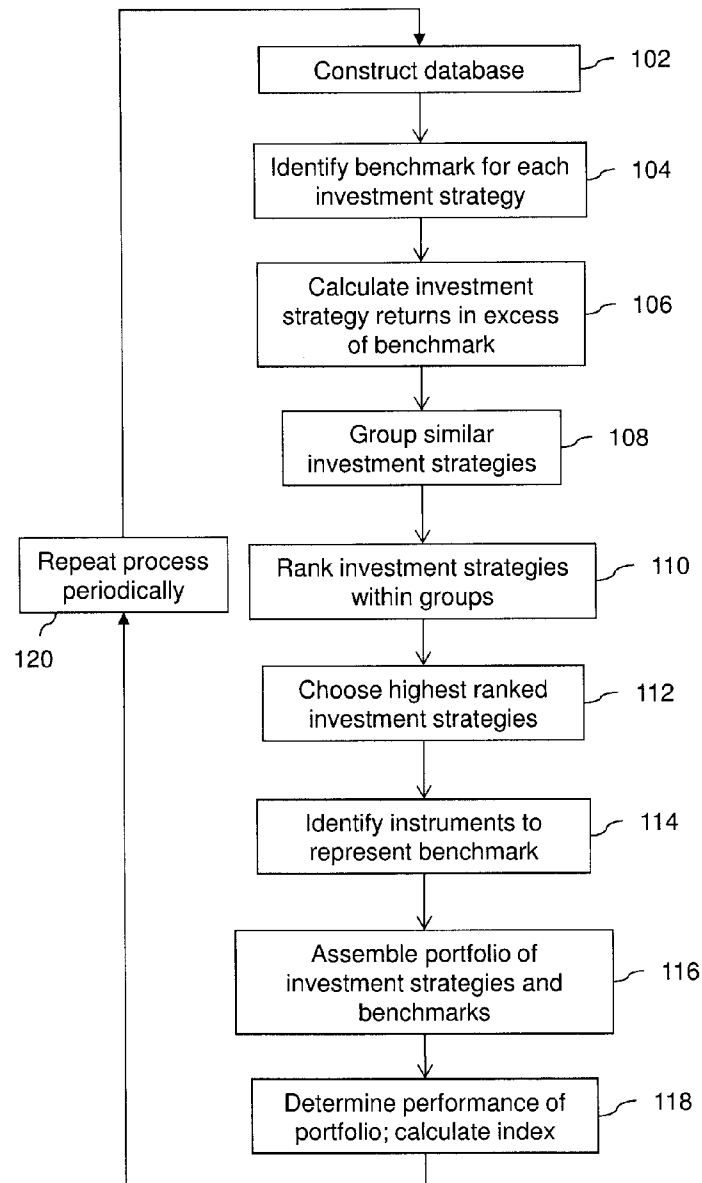 Construct database
102
Identify benchmark for each
investment strategy
104
Calculate investment
strategy returns in excess
of benchmark
106
Group similar
investment strategies
108
Rank investment strategies
within groups
110
Repeat process
periodically
120
Choose highest ranked
investment strategies
112
Identify instruments to
represent benchmark
114
Assemble portfolio of
investment strategies and
benchmarks
116
Determine performance of
portfolio; calculate index
118